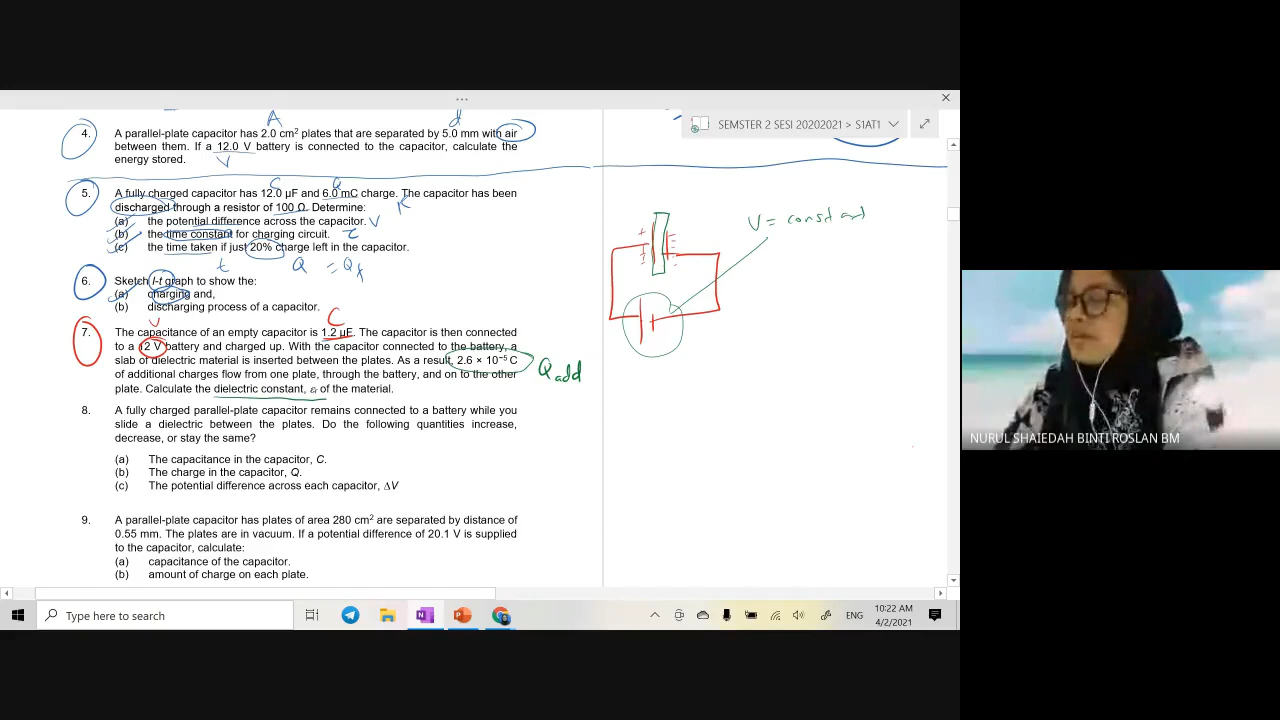 SEMSTER 2 SESI 20202021 > S1AT1
A d
4. A parallel-plate capacitor has 2.0 cm² plates that are separated by 5.0 mm with air
between them. If a 12.0 V battery is connected to the capacitor, calculate the
energy stored.
V
C Q
5. A fully charged capacitor has 12.0 μF and 6.0 mC charge. The capacitor has been
discharged through a resistor of 100 Ω. Determine: R
(a) the potential difference across the capacitor. V
(b) the time constant for charging circuit. τ
(c) the time taken if just 20% charge left in the capacitor.
t Q = Q
6. Sketch I-t graph to show the:
(a) charging and,
(b) discharging process of a capacitor.
V C
7. The capacitance of an empty capacitor is 1.2 μF. The capacitor is then connected
to a 12 V battery and charged up. With the capacitor connected to the battery, a
slab of dielectric material is inserted between the plates. As a result, 2.6 × 10⁻⁵ C
of additional charges flow from one plate, through the battery, and on to the other
plate. Calculate the dielectric constant, εᵣ of the material.
Q add
V = constant
8. A fully charged parallel-plate capacitor remains connected to a battery while you
slide a dielectric between the plates. Do the following quantities increase,
decrease, or stay the same?
(a) The capacitance in the capacitor, C.
(b) The charge in the capacitor, Q.
(c) The potential difference across each capacitor, ΔV
9. A parallel-plate capacitor has plates of area 280 cm² are separated by distance of
0.55 mm. The plates are in vacuum. If a potential difference of 20.1 V is supplied
to the capacitor, calculate:
(a) capacitance of the capacitor.
(b) amount of charge on each plate.
NURUL SHAIEDAH BINTI ROSLAN BM
Type here to search
ENG
10:22 AM
4/2/2021